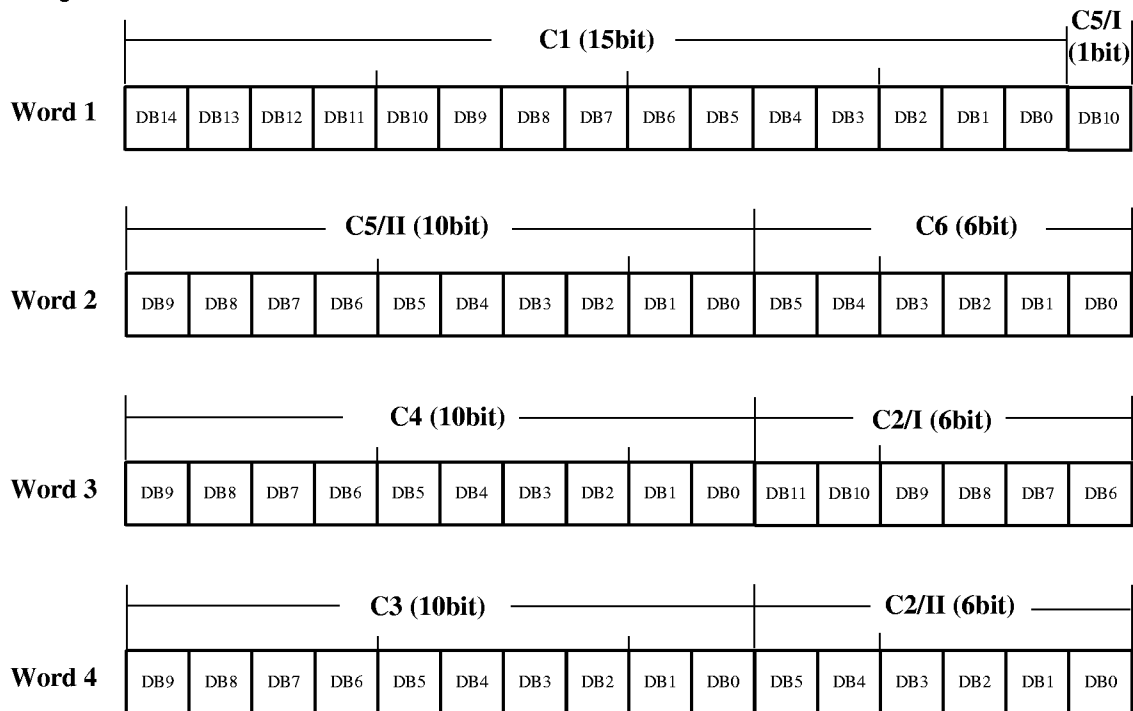 C1 (15bit)
C5/I
(1bit)
Word 1
DB14 DB13 DB12 DB11 DB10 DB9 DB8 DB7 DB6 DB5 DB4 DB3 DB2 DB1 DB0 DB10
C5/II (10bit)
C6 (6bit)
Word 2
DB9 DB8 DB7 DB6 DB5 DB4 DB3 DB2 DB1 DB0 DB5 DB4 DB3 DB2 DB1 DB0
C4 (10bit)
C2/I (6bit)
Word 3
DB9 DB8 DB7 DB6 DB5 DB4 DB3 DB2 DB1 DB0 DB11 DB10 DB9 DB8 DB7 DB6
C3 (10bit)
C2/II (6bit)
Word 4
DB9 DB8 DB7 DB6 DB5 DB4 DB3 DB2 DB1 DB0 DB5 DB4 DB3 DB2 DB1 DB0